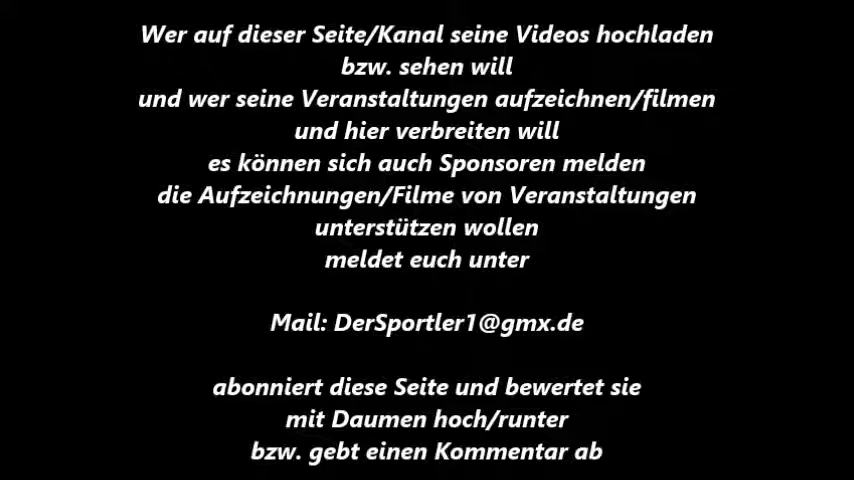 Wer auf dieser Seite/Kanal seine Videos hochladen
bzw. sehen will
und wer seine Veranstaltungen aufzeichnen/filmen
und hier verbreiten will
es können sich auch Sponsoren melden
die Aufzeichnungen/Filme von Veranstaltungen
unterstützen wollen
meldet euch unter
Mail: DerSportler1@gmx.de
abonniert diese Seite und bewertet sie
mit Daumen hoch/runter
bzw. gebt einen Kommentar ab